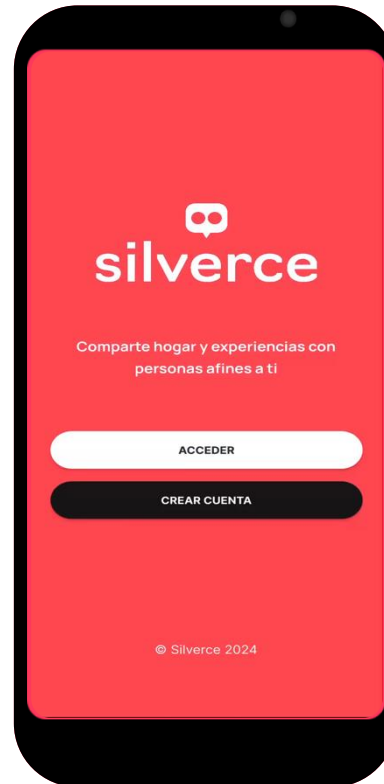 silverce
Comparte hogar y experiencias con
personas afines a ti
ACCEDER
CREAR CUENTA
© Silverce 2024